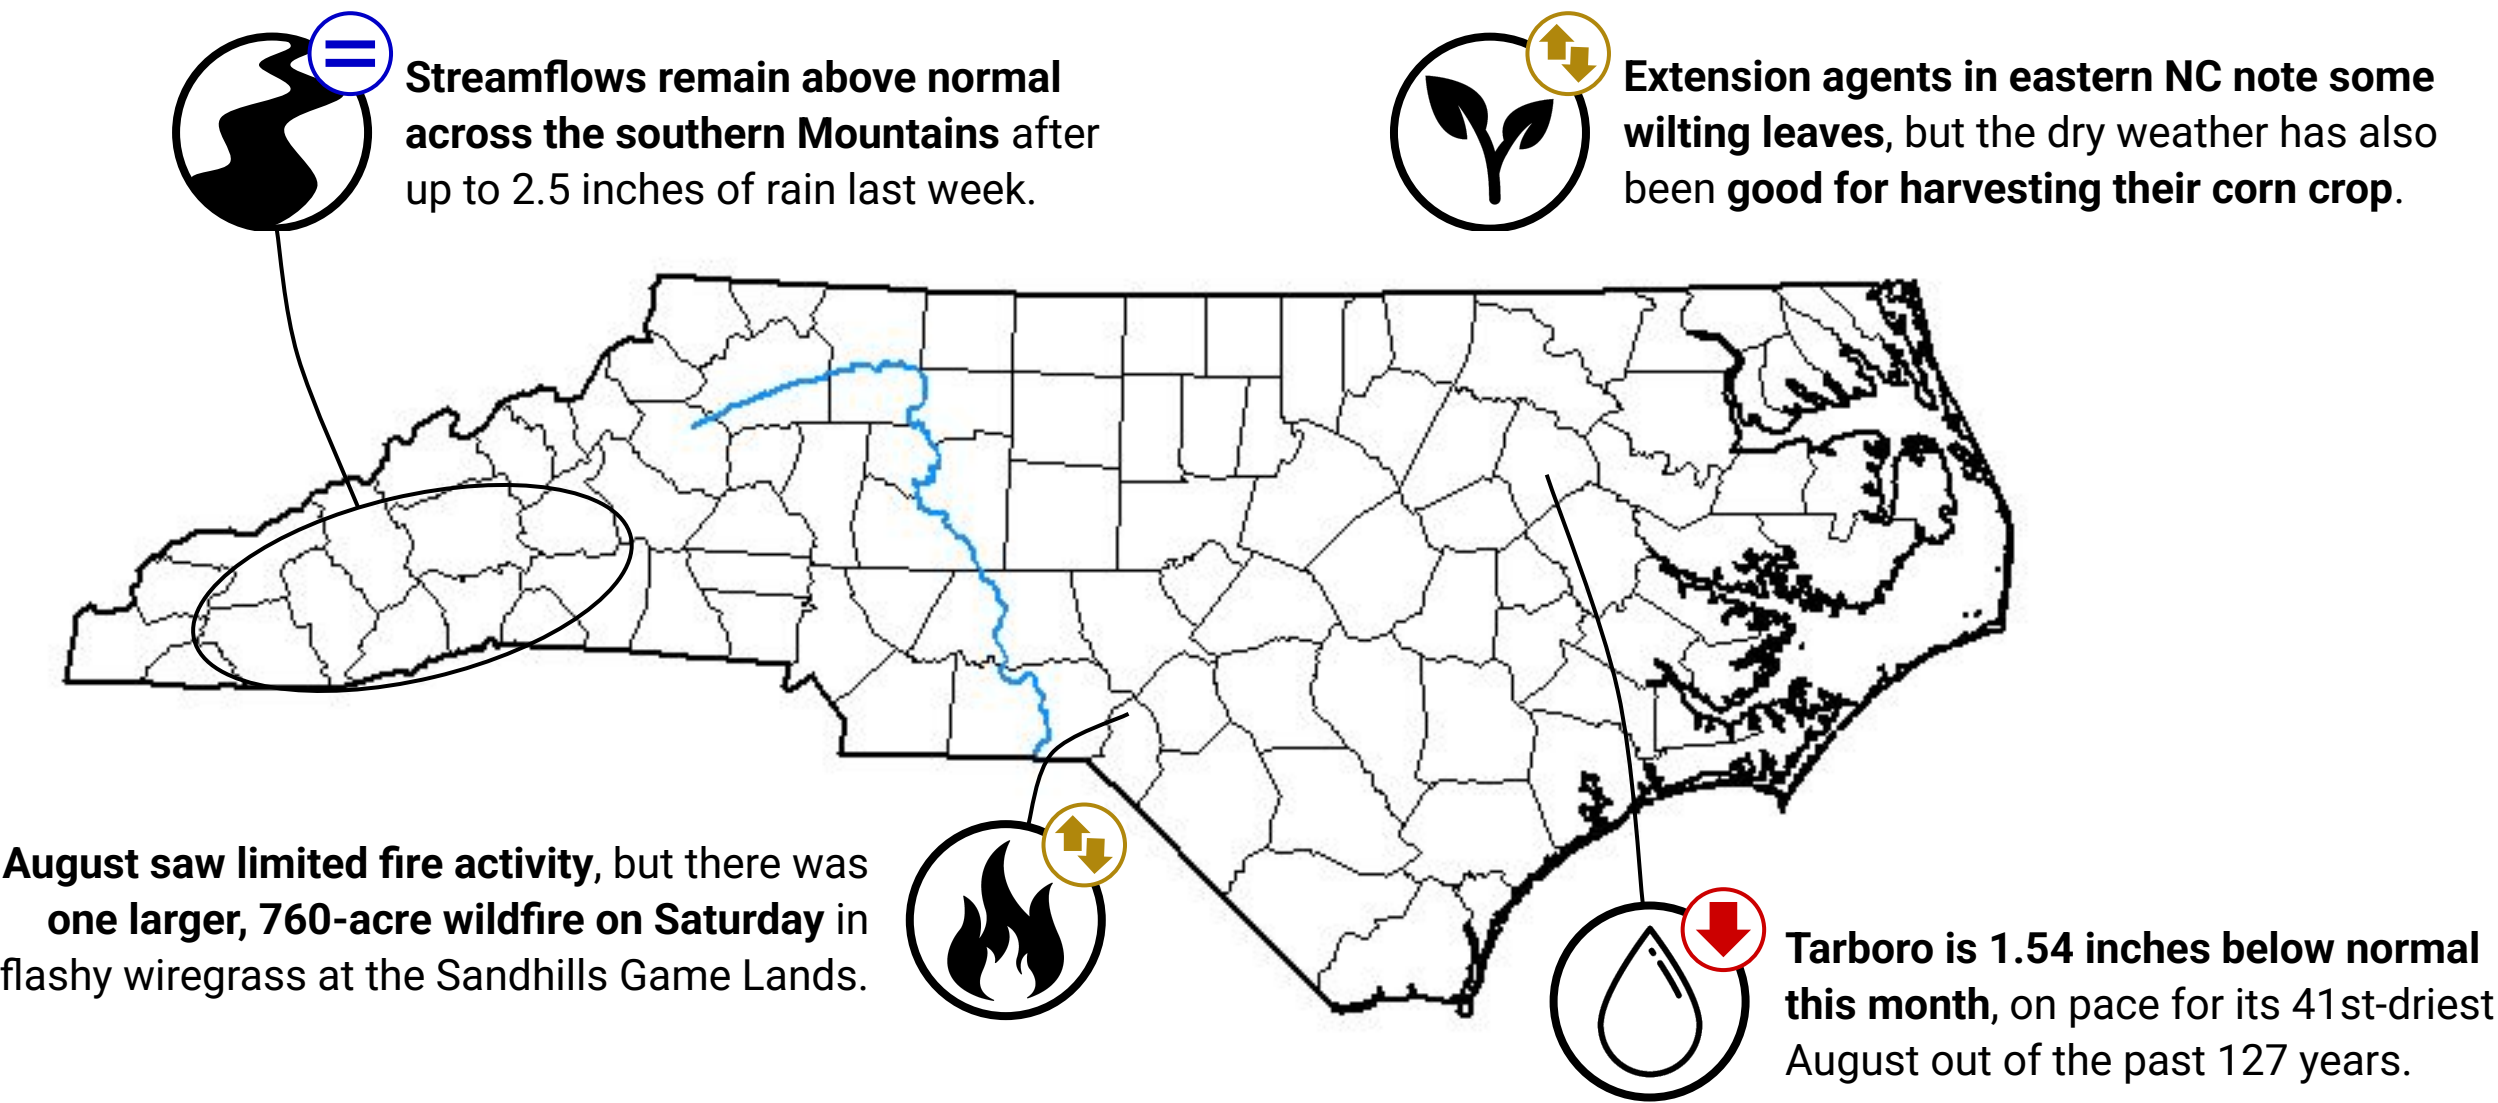 Streamflows remain above normal
across the southern Mountains after
up to 2.5 inches of rain last week.
Extension agents in eastern NC note some
wilting leaves, but the dry weather has also
been good for harvesting their corn crop.
August saw limited fire activity, but there was
one larger, 760-acre wildfire on Saturday in
flashy wiregrass at the Sandhills Game Lands.
Tarboro is 1.54 inches below normal
this month, on pace for its 41st-driest
August out of the past 127 years.